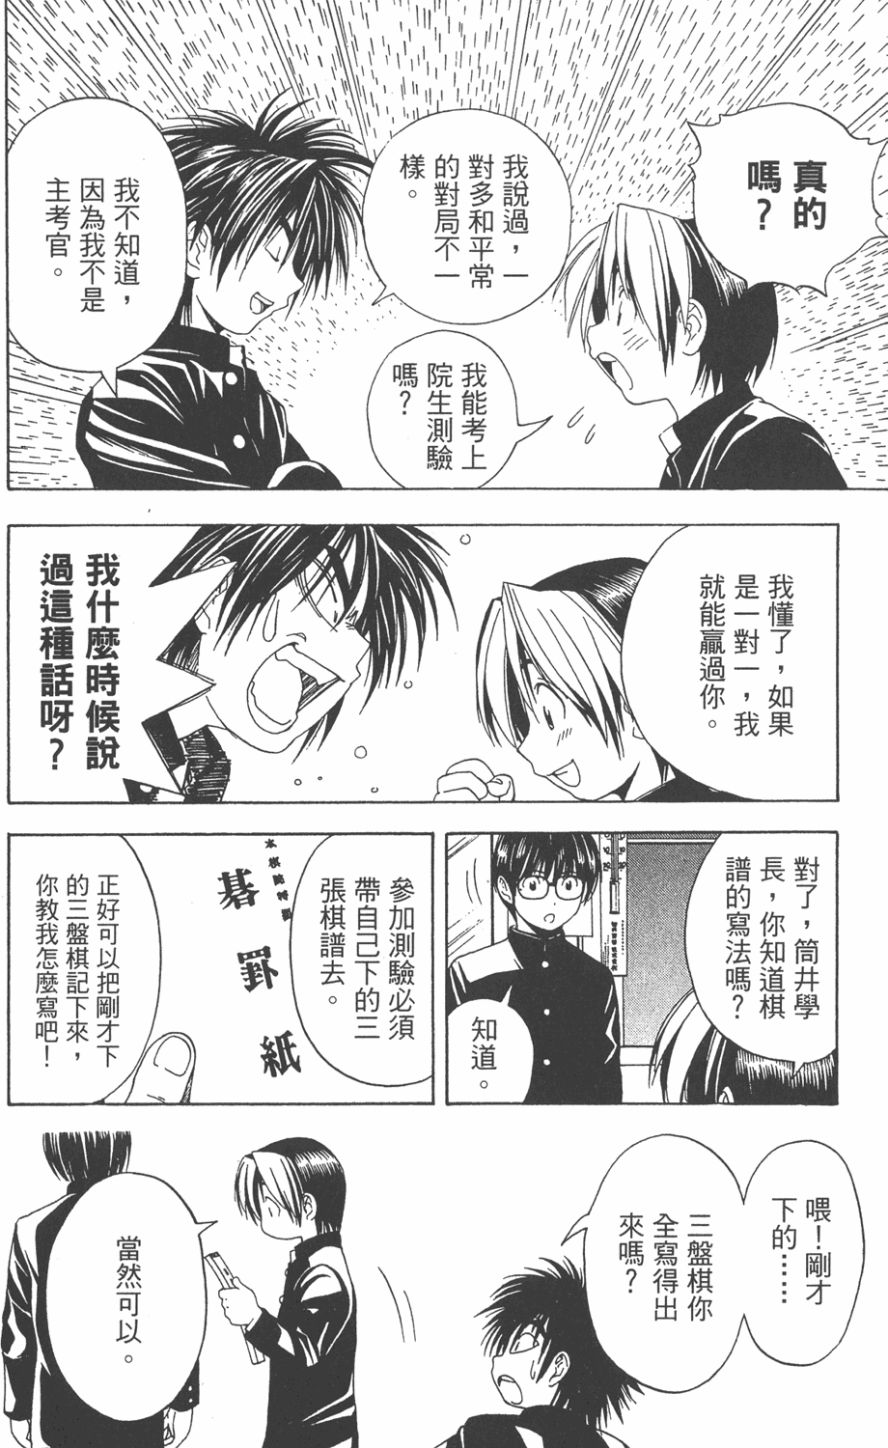 真的
嗎？
我說過，一
對多和平常
的對局不一
樣。
我能考上
院生測驗
嗎？
我不知道，
因為我不是
主考官。
我懂了，如果
是一對一，我
就能贏過你。
我什麼時候說
過這種話呀？
對了，筒井學
長，你知道棋
譜的寫法嗎？
知道。
參加測驗必須
帶自己下的三
張棋譜去。
碁罫紙
正好可以把剛才下
的三盤棋記下來，
你教我怎麼寫吧！
喂！剛才
下的……
三盤棋你
全寫得出
來嗎？
當然可以。